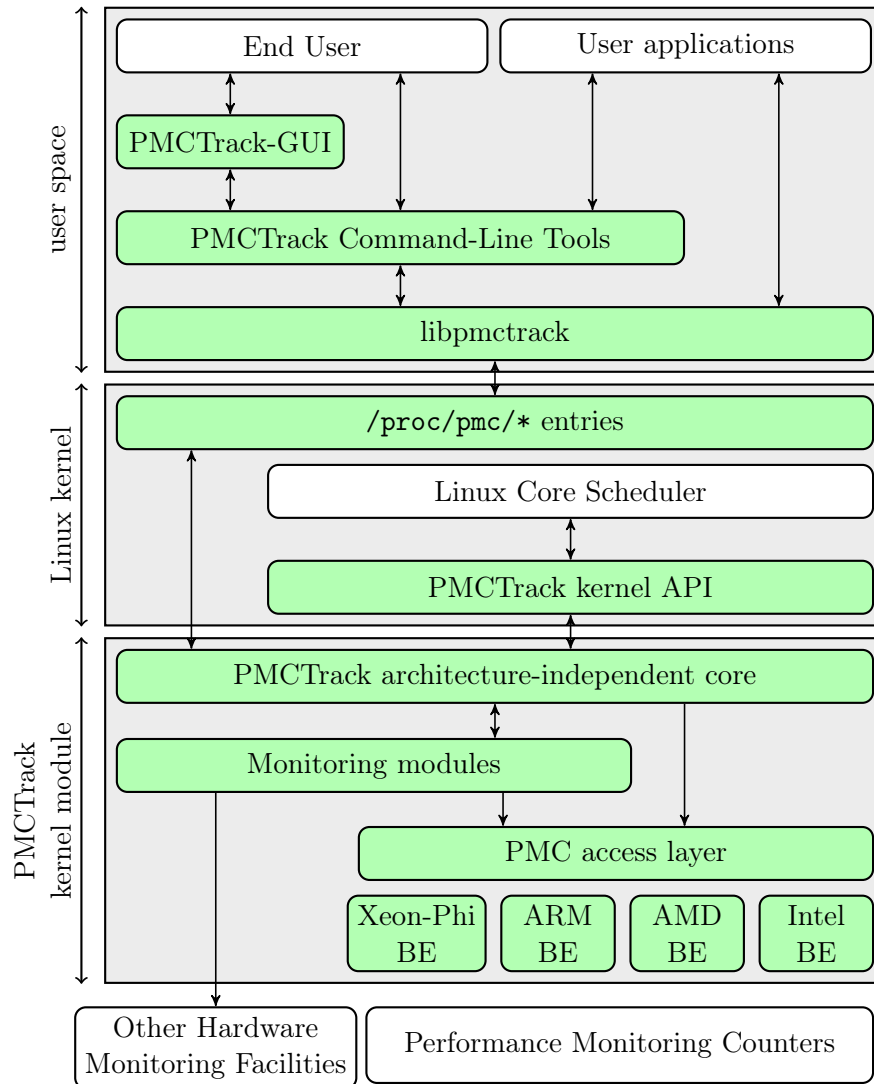 End User
User applications
PMCTrack-GUI
PMCTrack Command-Line Tools
libpmctrack
user space
/proc/pmc/* entries
Linux Core Scheduler
PMCTrack kernel API
Linux kernel
PMCTrack architecture-independent core
Monitoring modules
PMC access layer
Xeon-Phi
BE
ARM
BE
AMD
BE
Intel
BE
PMCTrack
kernel module
Other Hardware
Monitoring Facilities
Performance Monitoring Counters